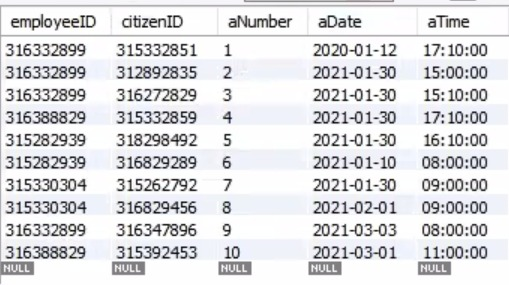 employeeID citizenID aNumber aDate aTime
316332899 315332851 1 2020-01-12 17:10:00
316332899 312892835 2 2021-01-30 15:00:00
316332899 316272829 3 2021-01-30 15:10:00
316388829 315332859 4 2021-01-30 17:10:00
315282939 318298492 5 2021-01-30 16:10:00
315282939 316829289 6 2021-01-10 08:00:00
315330304 315262792 7 2021-01-30 09:00:00
315330304 316829456 8 2021-02-01 09:00:00
316332899 316347896 9 2021-03-03 08:00:00
316388829 315392453 10 2021-03-01 11:00:00
NULL NULL NULL NULL NULL